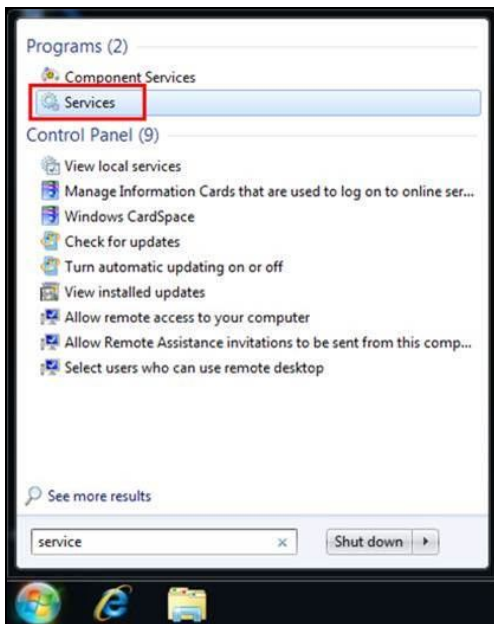 Programs (2)
Component Services
Services
Control Panel (9)
View local services
Manage Information Cards that are used to log on to online ser...
Windows CardSpace
Check for updates
Turn automatic updating on or off
View installed updates
Allow remote access to your computer
Allow Remote Assistance invitations to be sent from this comp...
Select users who can use remote desktop
See more results
service
Shut down